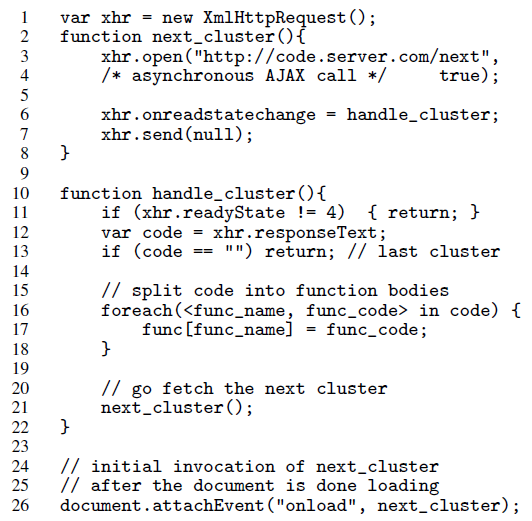 1 var xhr = new XmlHttpRequest();
2 function next_cluster(){
3     xhr.open("http://code.server.com/next",
4     /* asynchronous AJAX call */     true);
5
6     xhr.onreadystatechange = handle_cluster;
7     xhr.send(null);
8 }
9
10 function handle_cluster(){
11     if (xhr.readyState != 4)  { return; }
12     var code = xhr.responseText;
13     if (code == "") return; // last cluster
14
15     // split code into function bodies
16     foreach(<func_name, func_code> in code) {
17         func[func_name] = func_code;
18     }
19
20     // go fetch the next cluster
21     next_cluster();
22 }
23
24 // initial invocation of next_cluster
25 // after the document is done loading
26 document.attachEvent("onload", next_cluster);